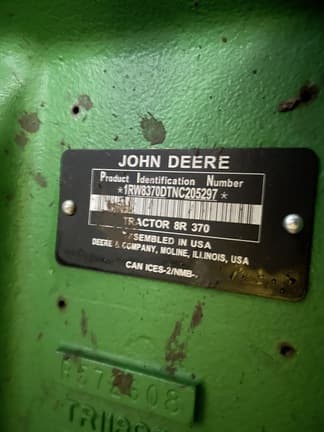 JOHN DEERE
Product Identification Number
*1RW8370DTNC205297*
TRACTOR 8R 370
ASSEMBLED IN USA
DEERE & COMPANY, MOLINE, ILLINOIS, USA
CAN ICES-2/NMB-